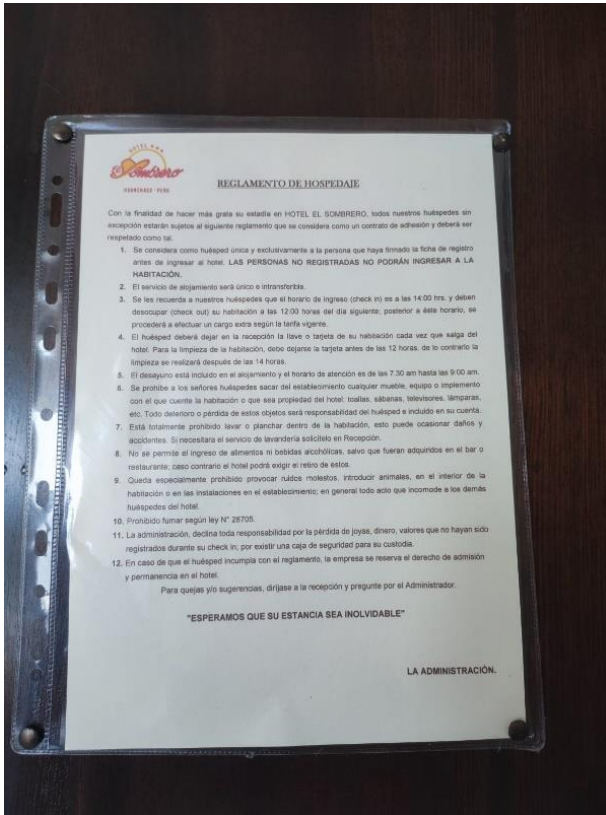 HOTEL ★★★
El Sombrero
HUANCHACO - PERU
REGLAMENTO DE HOSPEDAJE
Con la finalidad de hacer más grata su estadía en HOTEL EL SOMBRERO, todos nuestros huéspedes sin
excepción estarán sujetos al siguiente reglamento que se considera como un contrato de adhesión y deberá ser
respetado como tal.
1. Se considera como huésped única y exclusivamente a la persona que haya firmado la ficha de registro
antes de ingresar al hotel. LAS PERSONAS NO REGISTRADAS NO PODRÁN INGRESAR A LA
HABITACIÓN.
2. El servicio de alojamiento será único e intransferible.
3. Se les recuerda a nuestros huéspedes que el horario de ingreso (check in) es a las 14:00 hrs. y deben
desocupar (check out) su habitación a las 12:00 horas del día siguiente; posterior a éste horario, se
procederá a efectuar un cargo extra según la tarifa vigente.
4. El huésped deberá dejar en la recepción la llave o tarjeta de su habitación cada vez que salga del
hotel. Para la limpieza de la habitación, debe dejarse la tarjeta antes de las 12 horas. de lo contrario la
limpieza se realizará después de las 14 horas.
5. El desayuno está incluido en el alojamiento y el horario de atención es de las 7.30 am hasta las 9:00 am.
6. Se prohíbe a los señores huéspedes sacar del establecimiento cualquier mueble, equipo o implemento
con el que cuente la habitación o que sea propiedad del hotel: toallas, sábanas, televisores, lámparas,
etc. Todo deterioro o pérdida de estos objetos será responsabilidad del huésped e incluido en su cuenta.
7. Está totalmente prohibido lavar o planchar dentro de la habitación, esto puede ocasionar daños y
accidentes. Si necesitara el servicio de lavandería solicítelo en Recepción.
8. No se permite el ingreso de alimentos ni bebidas alcohólicas, salvo que fueran adquiridos en el bar o
restaurante; caso contrario el hotel podrá exigir el retiro de éstos.
9. Queda especialmente prohibido provocar ruidos molestos, introducir animales, en el interior de la
habitación o en las instalaciones en el establecimiento; en general todo acto que incomode a los demás
huéspedes del hotel.
10. Prohibido fumar según ley N° 28705.
11. La administración, declina toda responsabilidad por la pérdida de joyas, dinero, valores que no hayan sido
registrados durante su check in; por existir una caja de seguridad para su custodia.
12. En caso de que el huésped incumpla con el reglamento, la empresa se reserva el derecho de admisión
y permanencia en el hotel.
Para quejas y/o sugerencias, diríjase a la recepción y pregunte por el Administrador.
"ESPERAMOS QUE SU ESTANCIA SEA INOLVIDABLE"
LA ADMINISTRACIÓN.